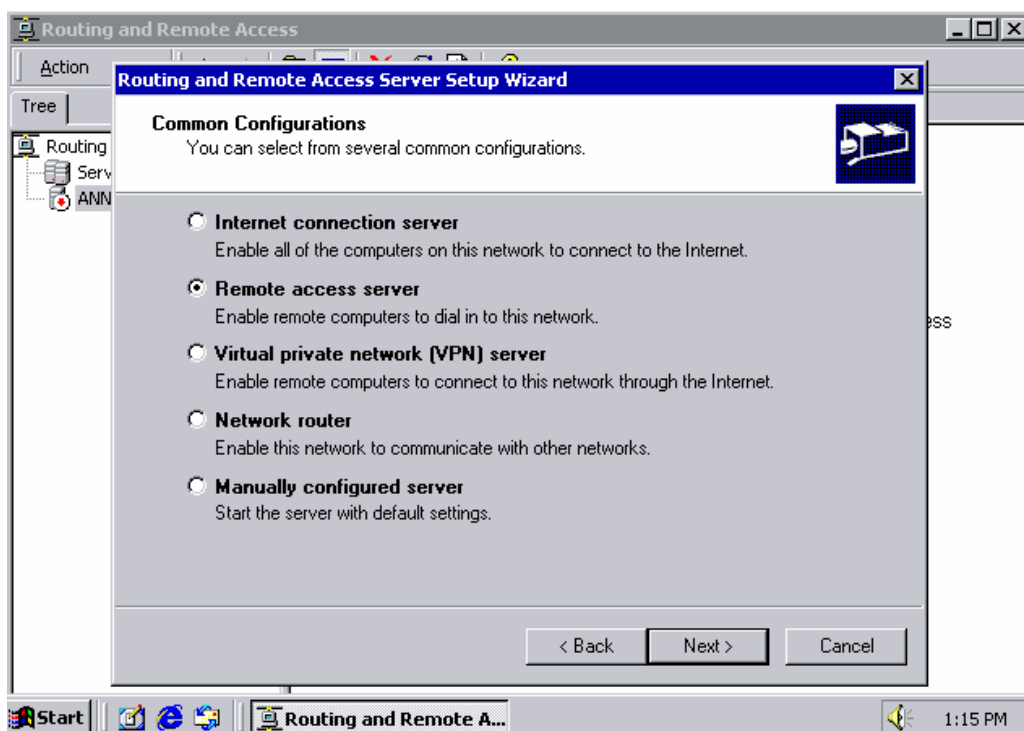 Routing and Remote Access
Action
Routing and Remote Access Server Setup Wizard
Tree
Common Configurations
You can select from several common configurations.
Routing
Serv
ANN
Internet connection server
Enable all of the computers on this network to connect to the Internet.
Remote access server
Enable remote computers to dial in to this network.
ess
Virtual private network (VPN) server
Enable remote computers to connect to this network through the Internet.
Network router
Enable this network to communicate with other networks.
Manually configured server
Start the server with default settings.
< Back Next > Cancel
Start Routing and Remote A... 1:15 PM